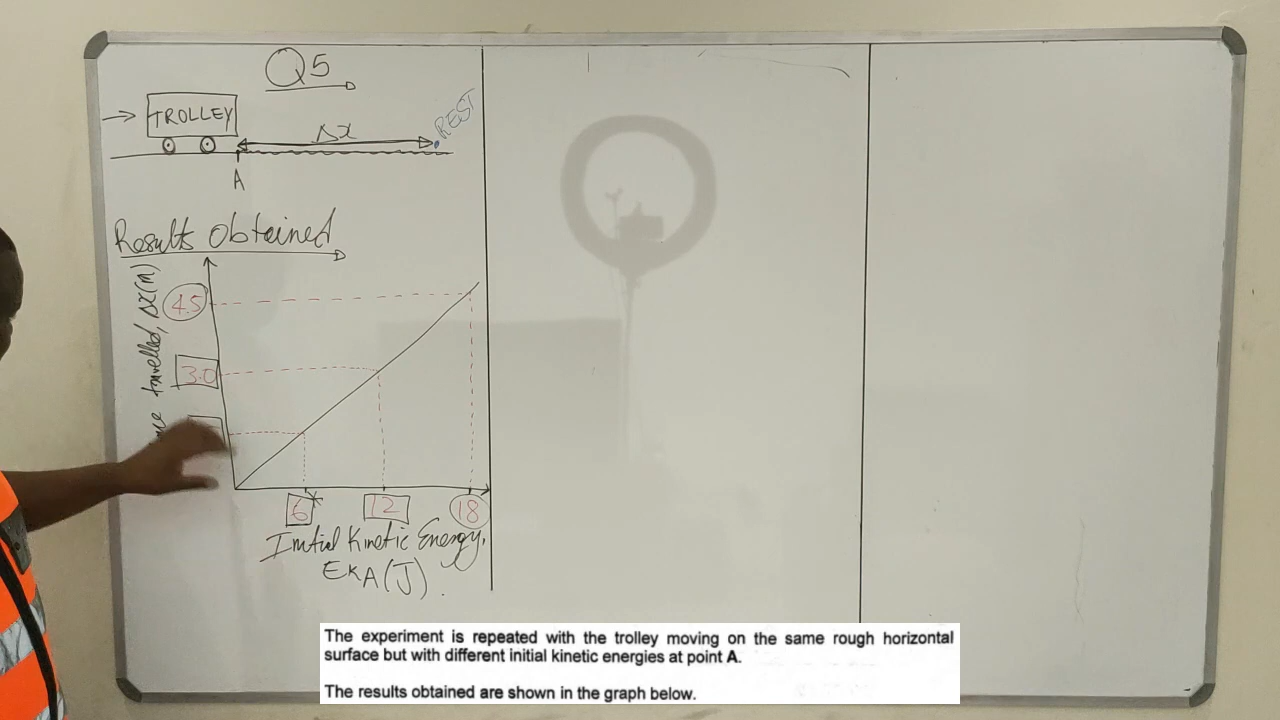 Q5
TROLLEY
Δx
REST
A
Results Obtained
travelled, Δx(m)
4.5
3.0
6
12
18
Initial Kinetic Energy,
EkA(J).
The experiment is repeated with the trolley moving on the same rough horizontal
surface but with different initial kinetic energies at point A.
The results obtained are shown in the graph below.